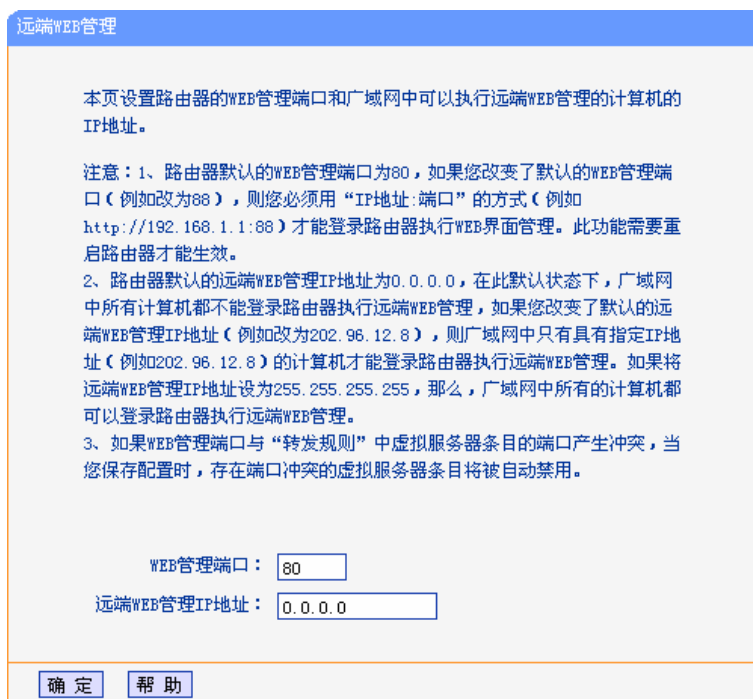 远端WEB管理
本页设置路由器的WEB管理端口和广域网中可以执行远端WEB管理的计算机的
IP地址。
注意：1、路由器默认的WEB管理端口为80，如果您改变了默认的WEB管理端
口（例如改为88），则您必须用“IP地址:端口”的方式（例如
http://192.168.1.1:88）才能登录路由器执行WEB界面管理。此功能需要重
启路由器才能生效。
2、路由器默认的远端WEB管理IP地址为0.0.0.0，在此默认状态下，广域网
中所有计算机都不能登录路由器执行远端WEB管理，如果您改变了默认的远
端WEB管理IP地址（例如改为202.96.12.8），则广域网中只有具有指定IP地
址（例如202.96.12.8）的计算机才能登录路由器执行远端WEB管理。如果将
远端WEB管理IP地址设为255.255.255.255，那么，广域网中所有的计算机都
可以登录路由器执行远端WEB管理。
3、如果WEB管理端口与“转发规则”中虚拟服务器条目的端口产生冲突，当
您保存配置时，存在端口冲突的虚拟服务器条目将被自动禁用。
WEB管理端口： 80
远端WEB管理IP地址： 0.0.0.0
确 定 帮 助